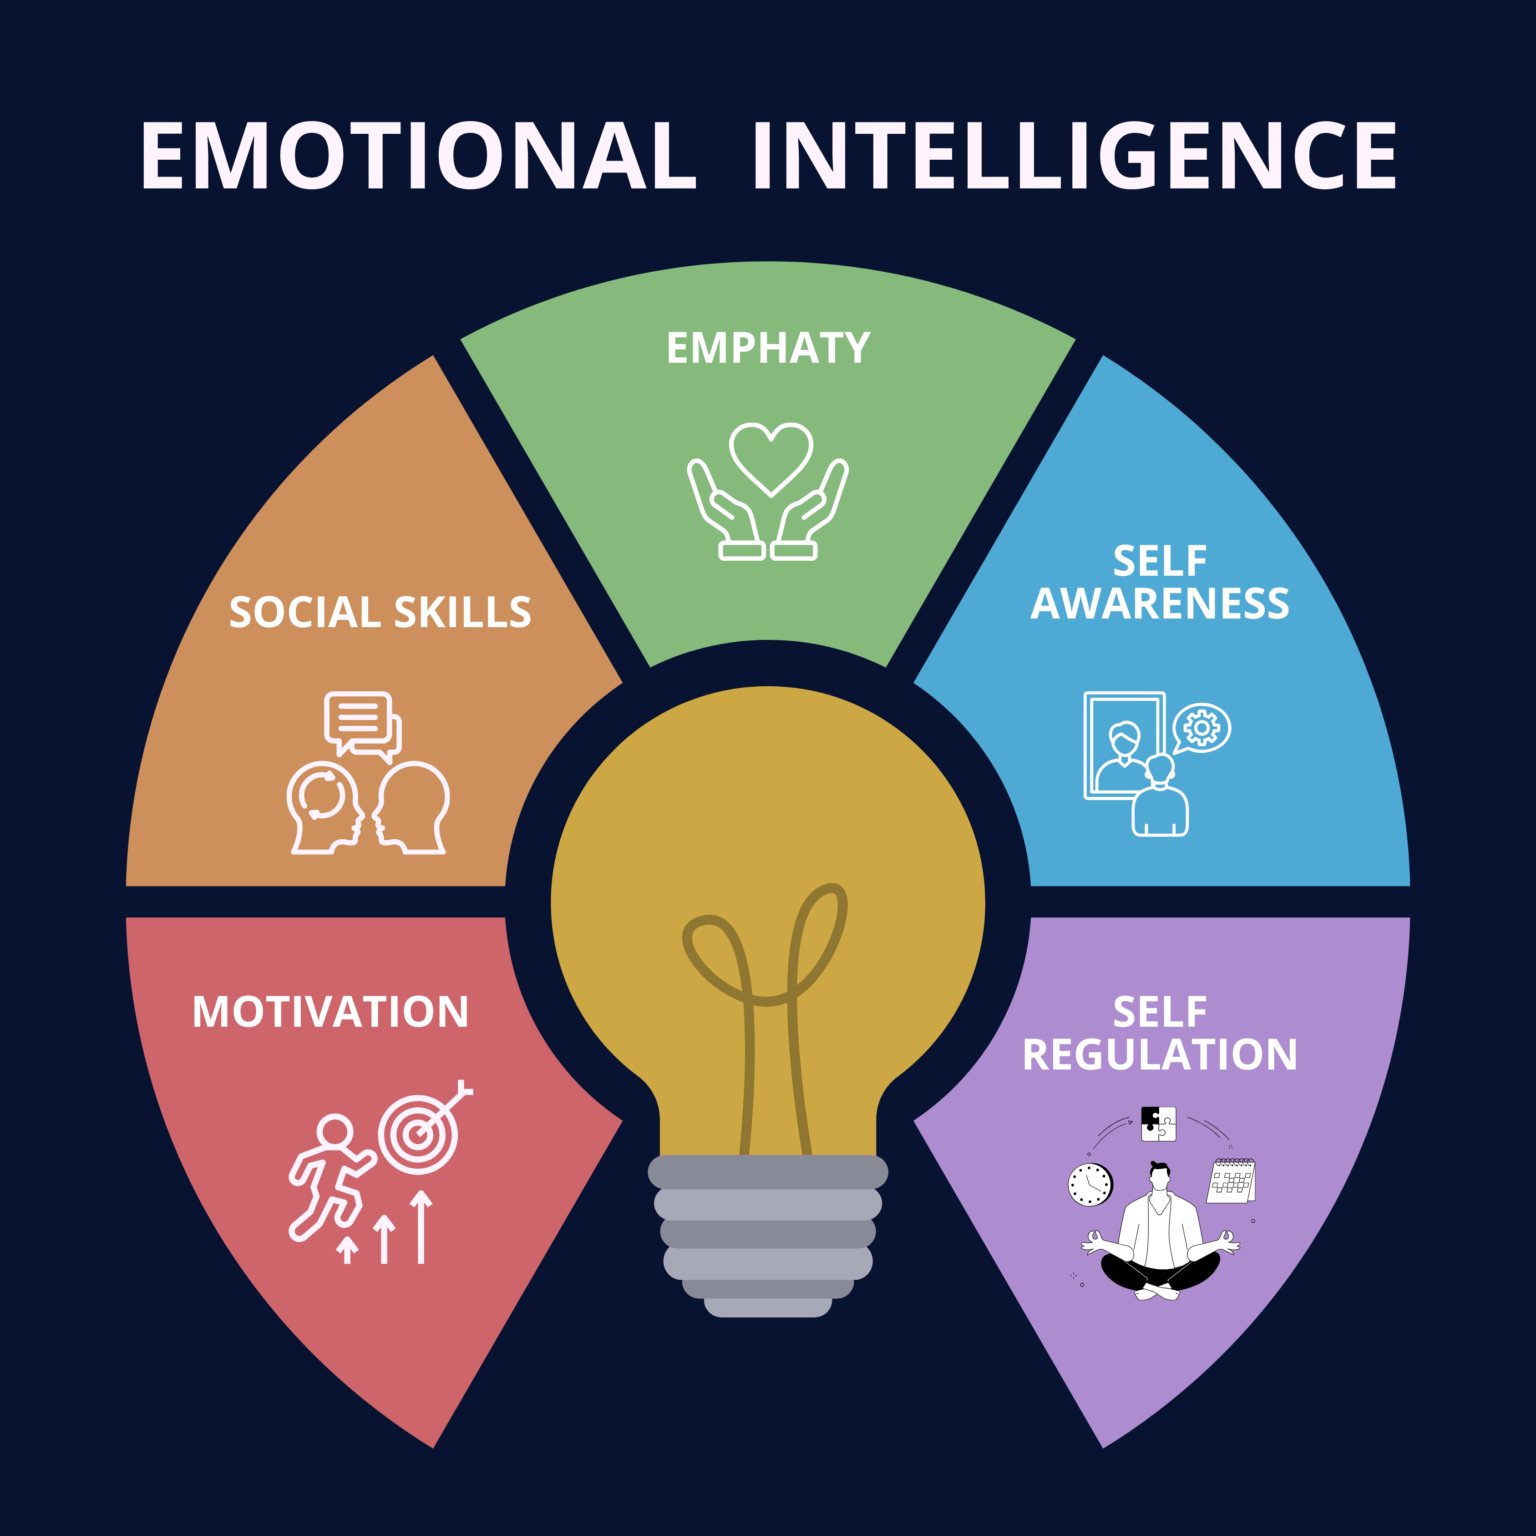 EMOTIONAL INTELLIGENCE
EMPHATY
SELF
AWARENESS
SOCIAL SKILLS
MOTIVATION
SELF
REGULATION